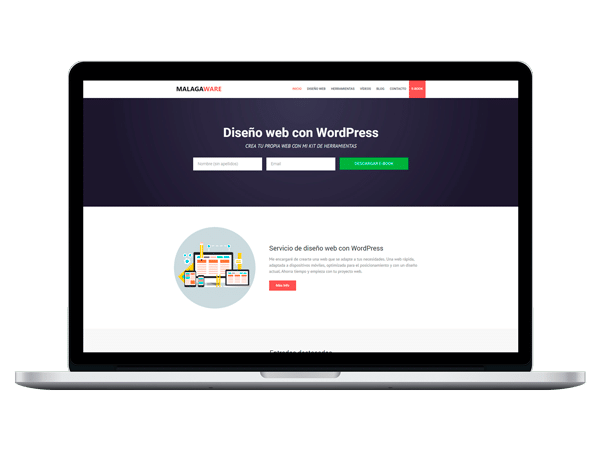 MALAGAWARE
INICIO DISEÑO WEB HERRAMIENTAS VÍDEOS BLOG CONTACTO E-BOOK
Diseño web con WordPress
CREA TU PROPIA WEB CON MI KIT DE HERRAMIENTAS
Nombre (sin apellidos) Email DESCARGAR E-BOOK
Servicio de diseño web con WordPress
Me encargaré de crearte una web que se adapte a tus necesidades. Una web rápida,
adaptada a dispositivos móviles, optimizada para el posicionamiento y con un diseño
actual. Ahorra tiempo y empieza con tu proyecto web.
Más info
Entradas destacadas